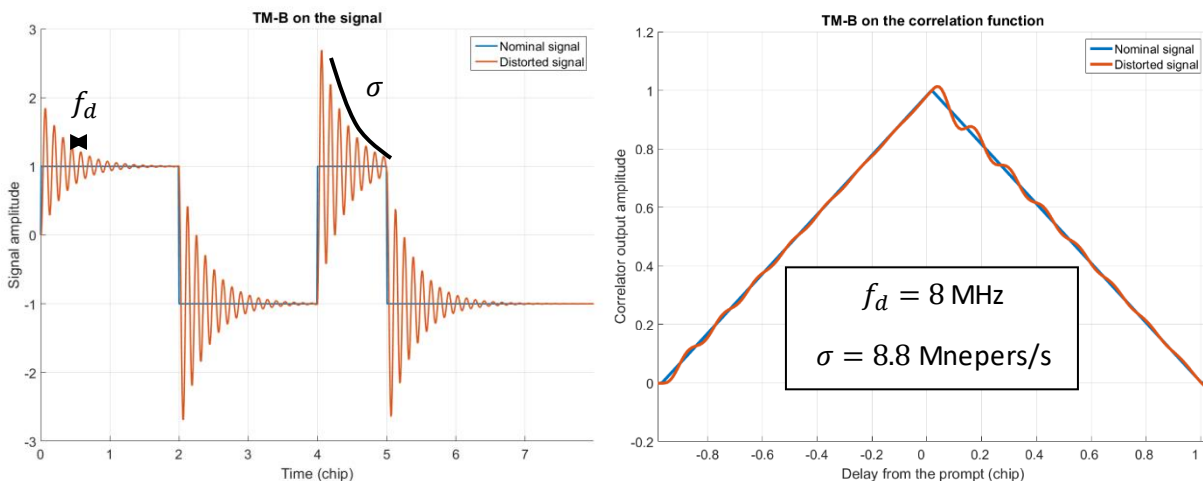 TM-B on the signal
Nominal signal
Distorted signal
f_d
σ
Signal amplitude
3
2
1
0
-1
-2
-3
0 1 2 3 4 5 6 7
Time (chip)
TM-B on the correlation function
Nominal signal
Distorted signal
Correlator output amplitude
1.2
1
0.8
0.6
0.4
0.2
0
-0.2
f_d = 8 MHz
σ = 8.8 Mnepers/s
-0.8 -0.6 -0.4 -0.2 0 0.2 0.4 0.6 0.8 1
Delay from the prompt (chip)